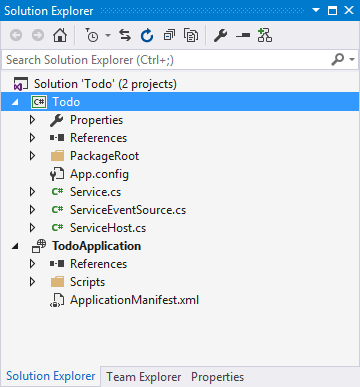 Solution Explorer
Search Solution Explorer (Ctrl+;)
Solution 'Todo' (2 projects)
C# Todo
Properties
References
PackageRoot
App.config
C# Service.cs
C# ServiceEventSource.cs
C# ServiceHost.cs
TodoApplication
References
Scripts
ApplicationManifest.xml
Solution Explorer Team Explorer Properties